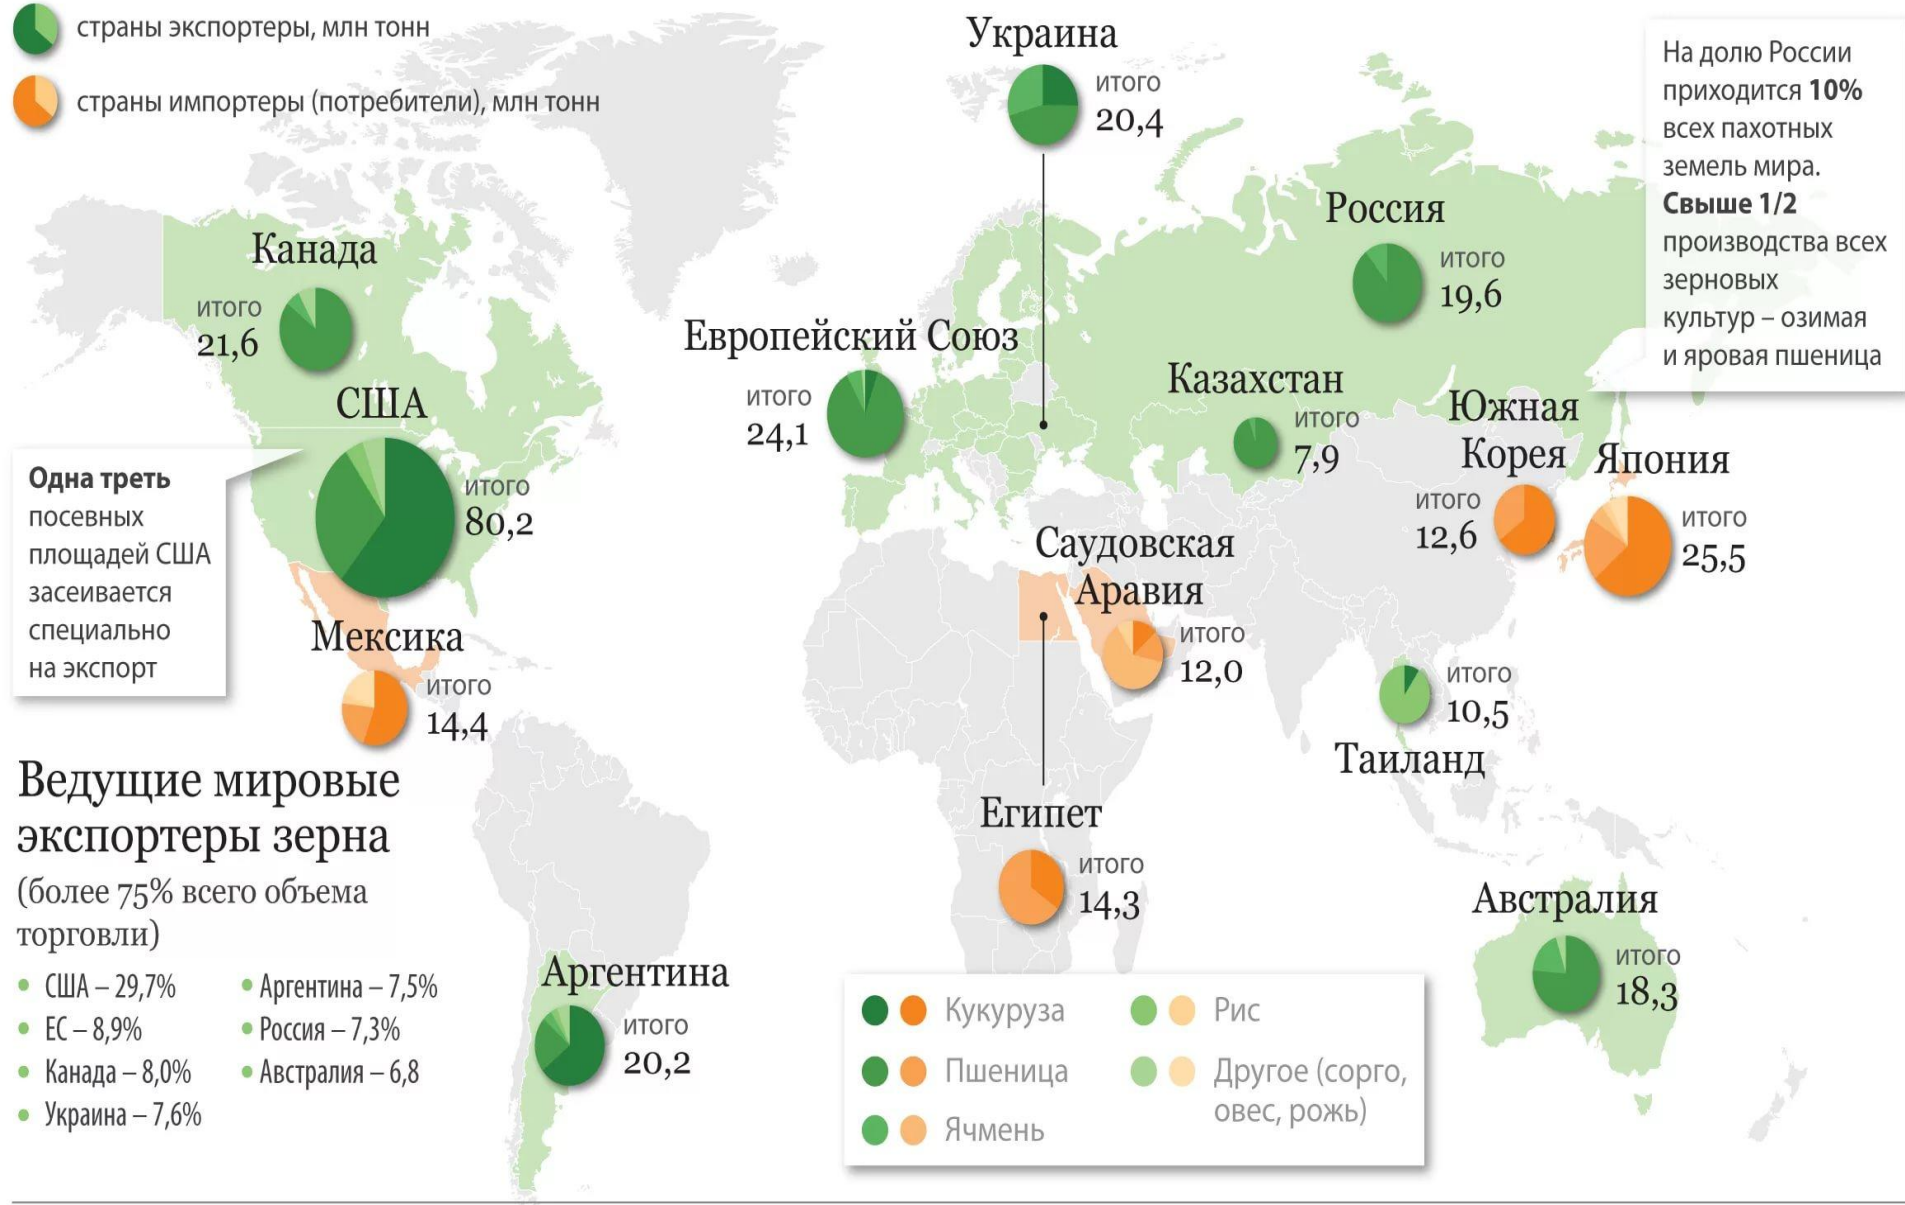 страны экспортеры, млн тонн
страны импортеры (потребители), млн тонн
Украина
итого
20,4
На долю России
приходится 10%
всех пахотных
земель мира.
Свыше 1/2
производства всех
зерновых
культур – озимая
и яровая пшеница
Россия
итого
19,6
Канада
итого
21,6
Европейский Союз
итого
24,1
Казахстан
итого
7,9
США
итого
80,2
Южная
Корея
итого
12,6
Япония
итого
25,5
Одна треть
посевных
площадей США
засеивается
специально
на экспорт
Саудовская
Аравия
итого
12,0
Мексика
итого
14,4
итого
10,5
Таиланд
Ведущие мировые
экспортеры зерна
(более 75% всего объема
торговли)
США – 29,7%
ЕС – 8,9%
Канада – 8,0%
Украина – 7,6%
Аргентина – 7,5%
Россия – 7,3%
Австралия – 6,8
Египет
итого
14,3
Австралия
итого
18,3
Аргентина
итого
20,2
Кукуруза
Пшеница
Ячмень
Рис
Другое (сорго,
овес, рожь)